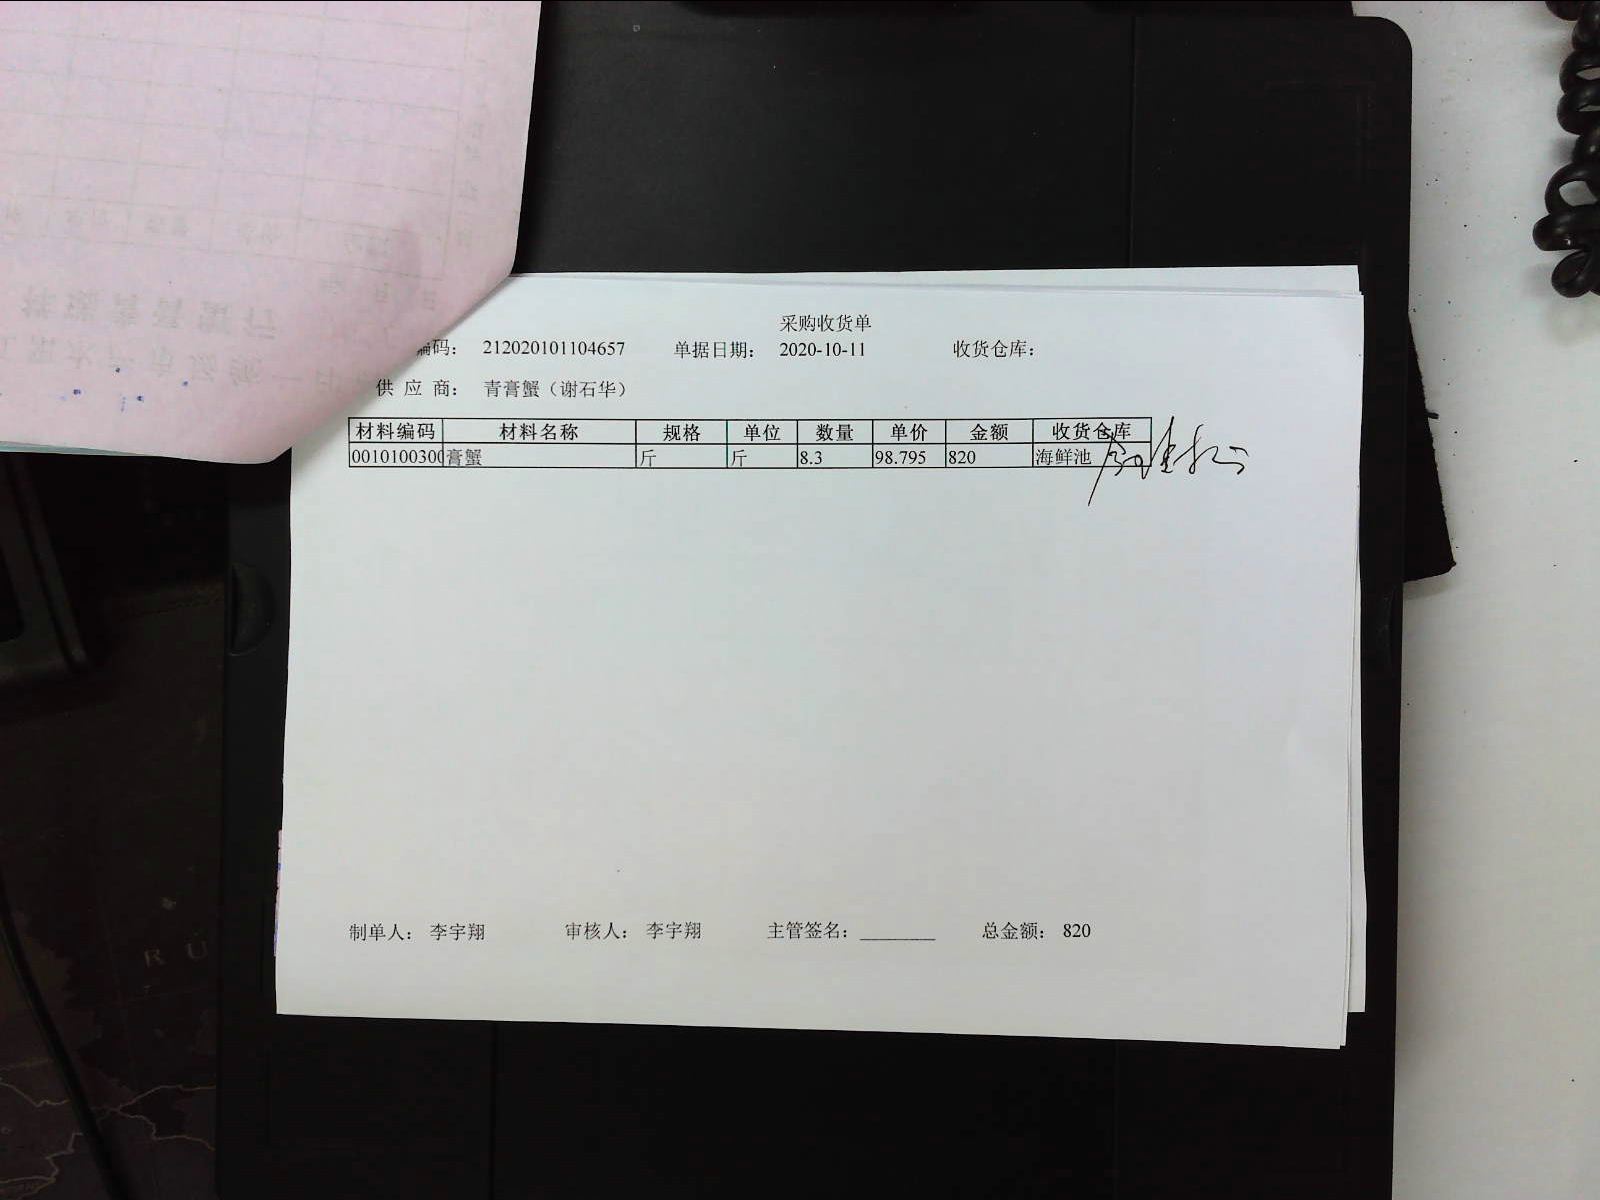 采购收货单
编码： 212020101104657 单据日期： 2020-10-11 收货仓库：
供 应 商： 青膏蟹（谢石华）
材料编码 材料名称 规格 单位 数量 单价 金额 收货仓库
0010100300 膏蟹 斤 斤 8.3 98.795 820 海鲜池
制单人： 李宇翔 审核人： 李宇翔 主管签名： 总金额： 820